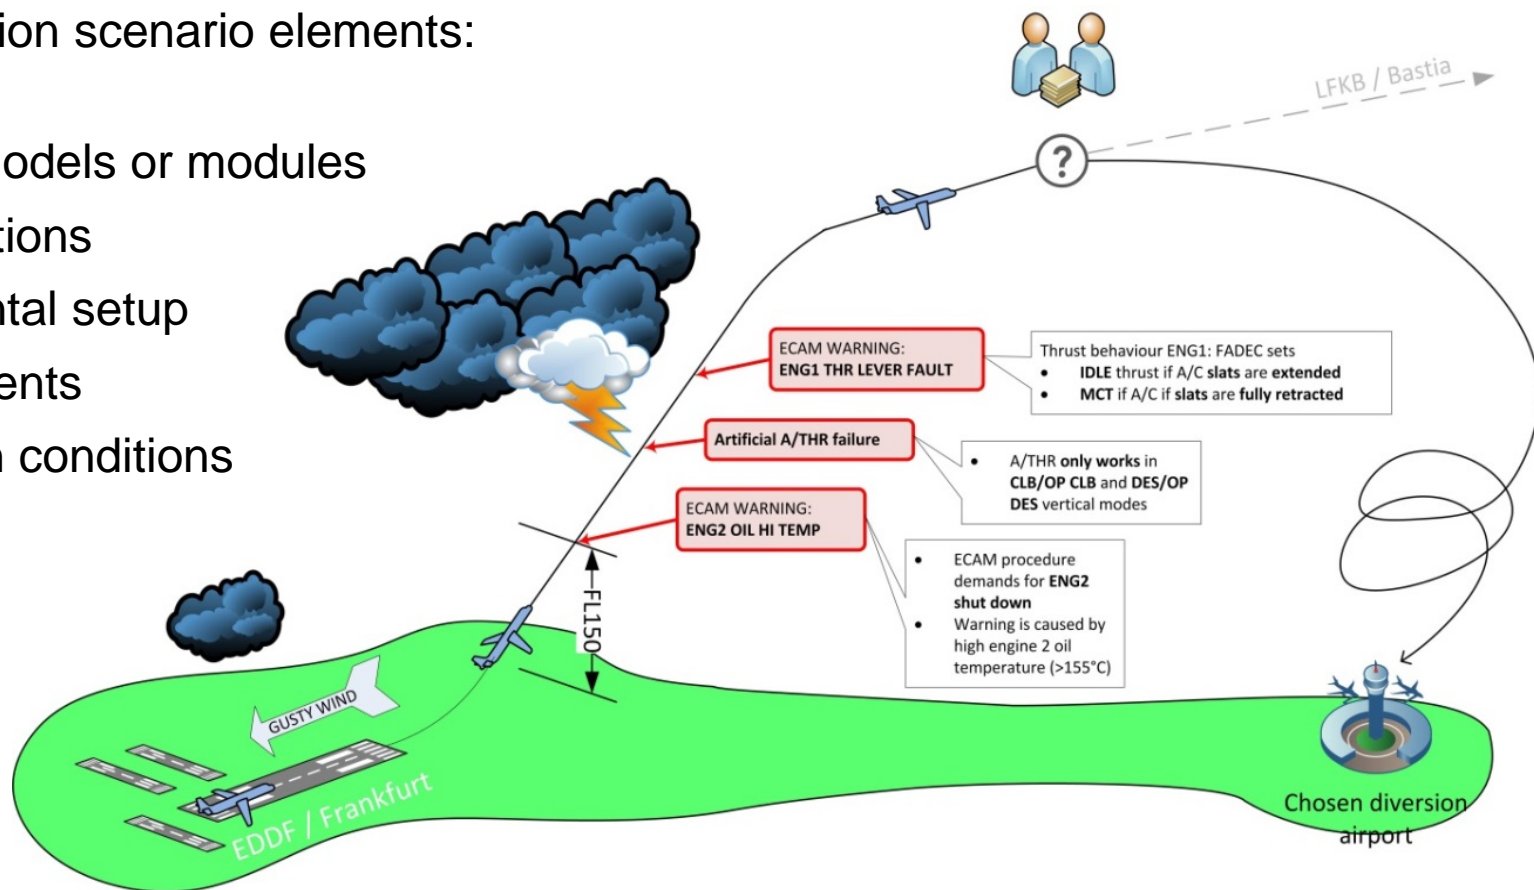 ion scenario elements:
odels or modules
tions
ntal setup
ents
n conditions
LFKB / Bastia
?
ECAM WARNING:
ENG1 THR LEVER FAULT
Thrust behaviour ENG1: FADEC sets
• IDLE thrust if A/C slats are extended
• MCT if A/C if slats are fully retracted
Artificial A/THR failure
• A/THR only works in
CLB/OP CLB and DES/OP
DES vertical modes
ECAM WARNING:
ENG2 OIL HI TEMP
• ECAM procedure
demands for ENG2
shut down
• Warning is caused by
high engine 2 oil
temperature (>155°C)
FL150
GUSTY WIND
EDDF / Frankfurt
Chosen diversion
airport